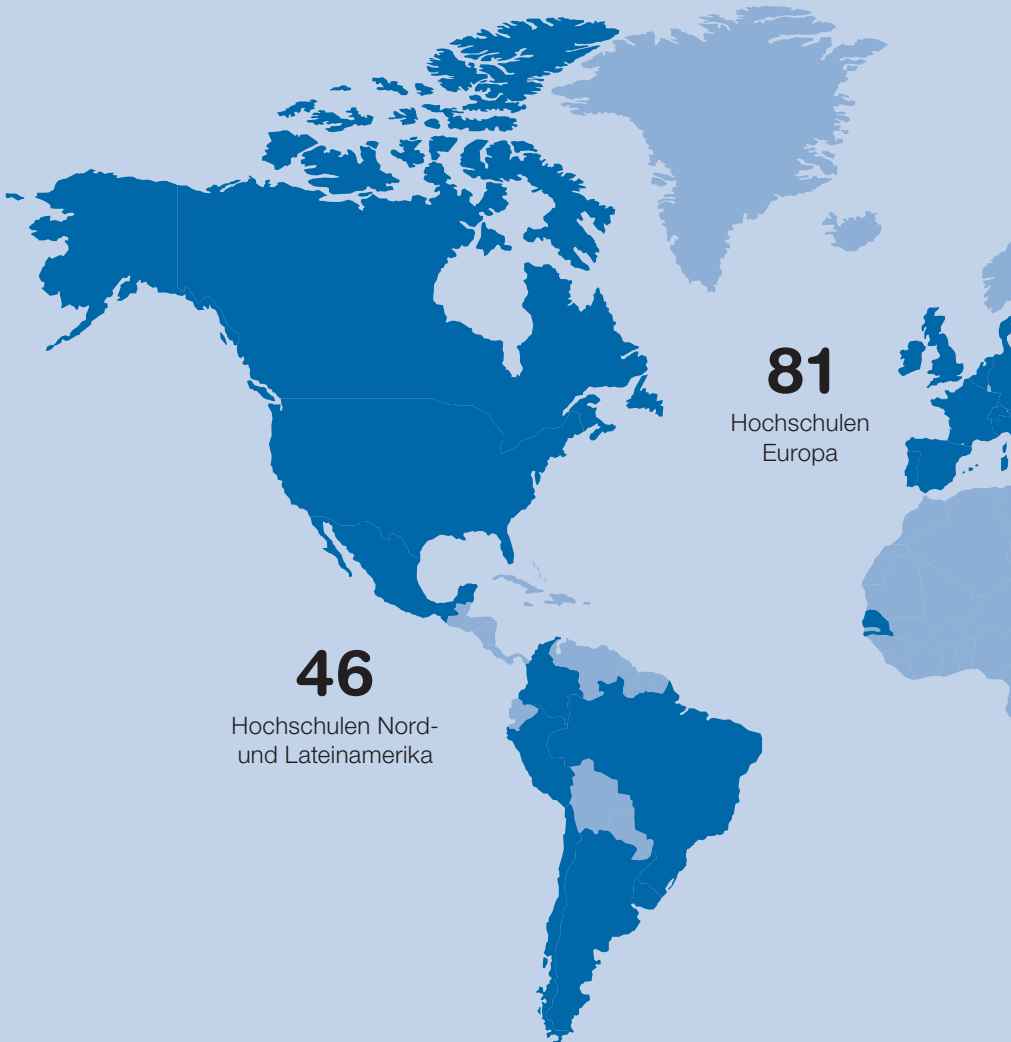 81
Hochschulen
Europa
46
Hochschulen Nord-
und Lateinamerika